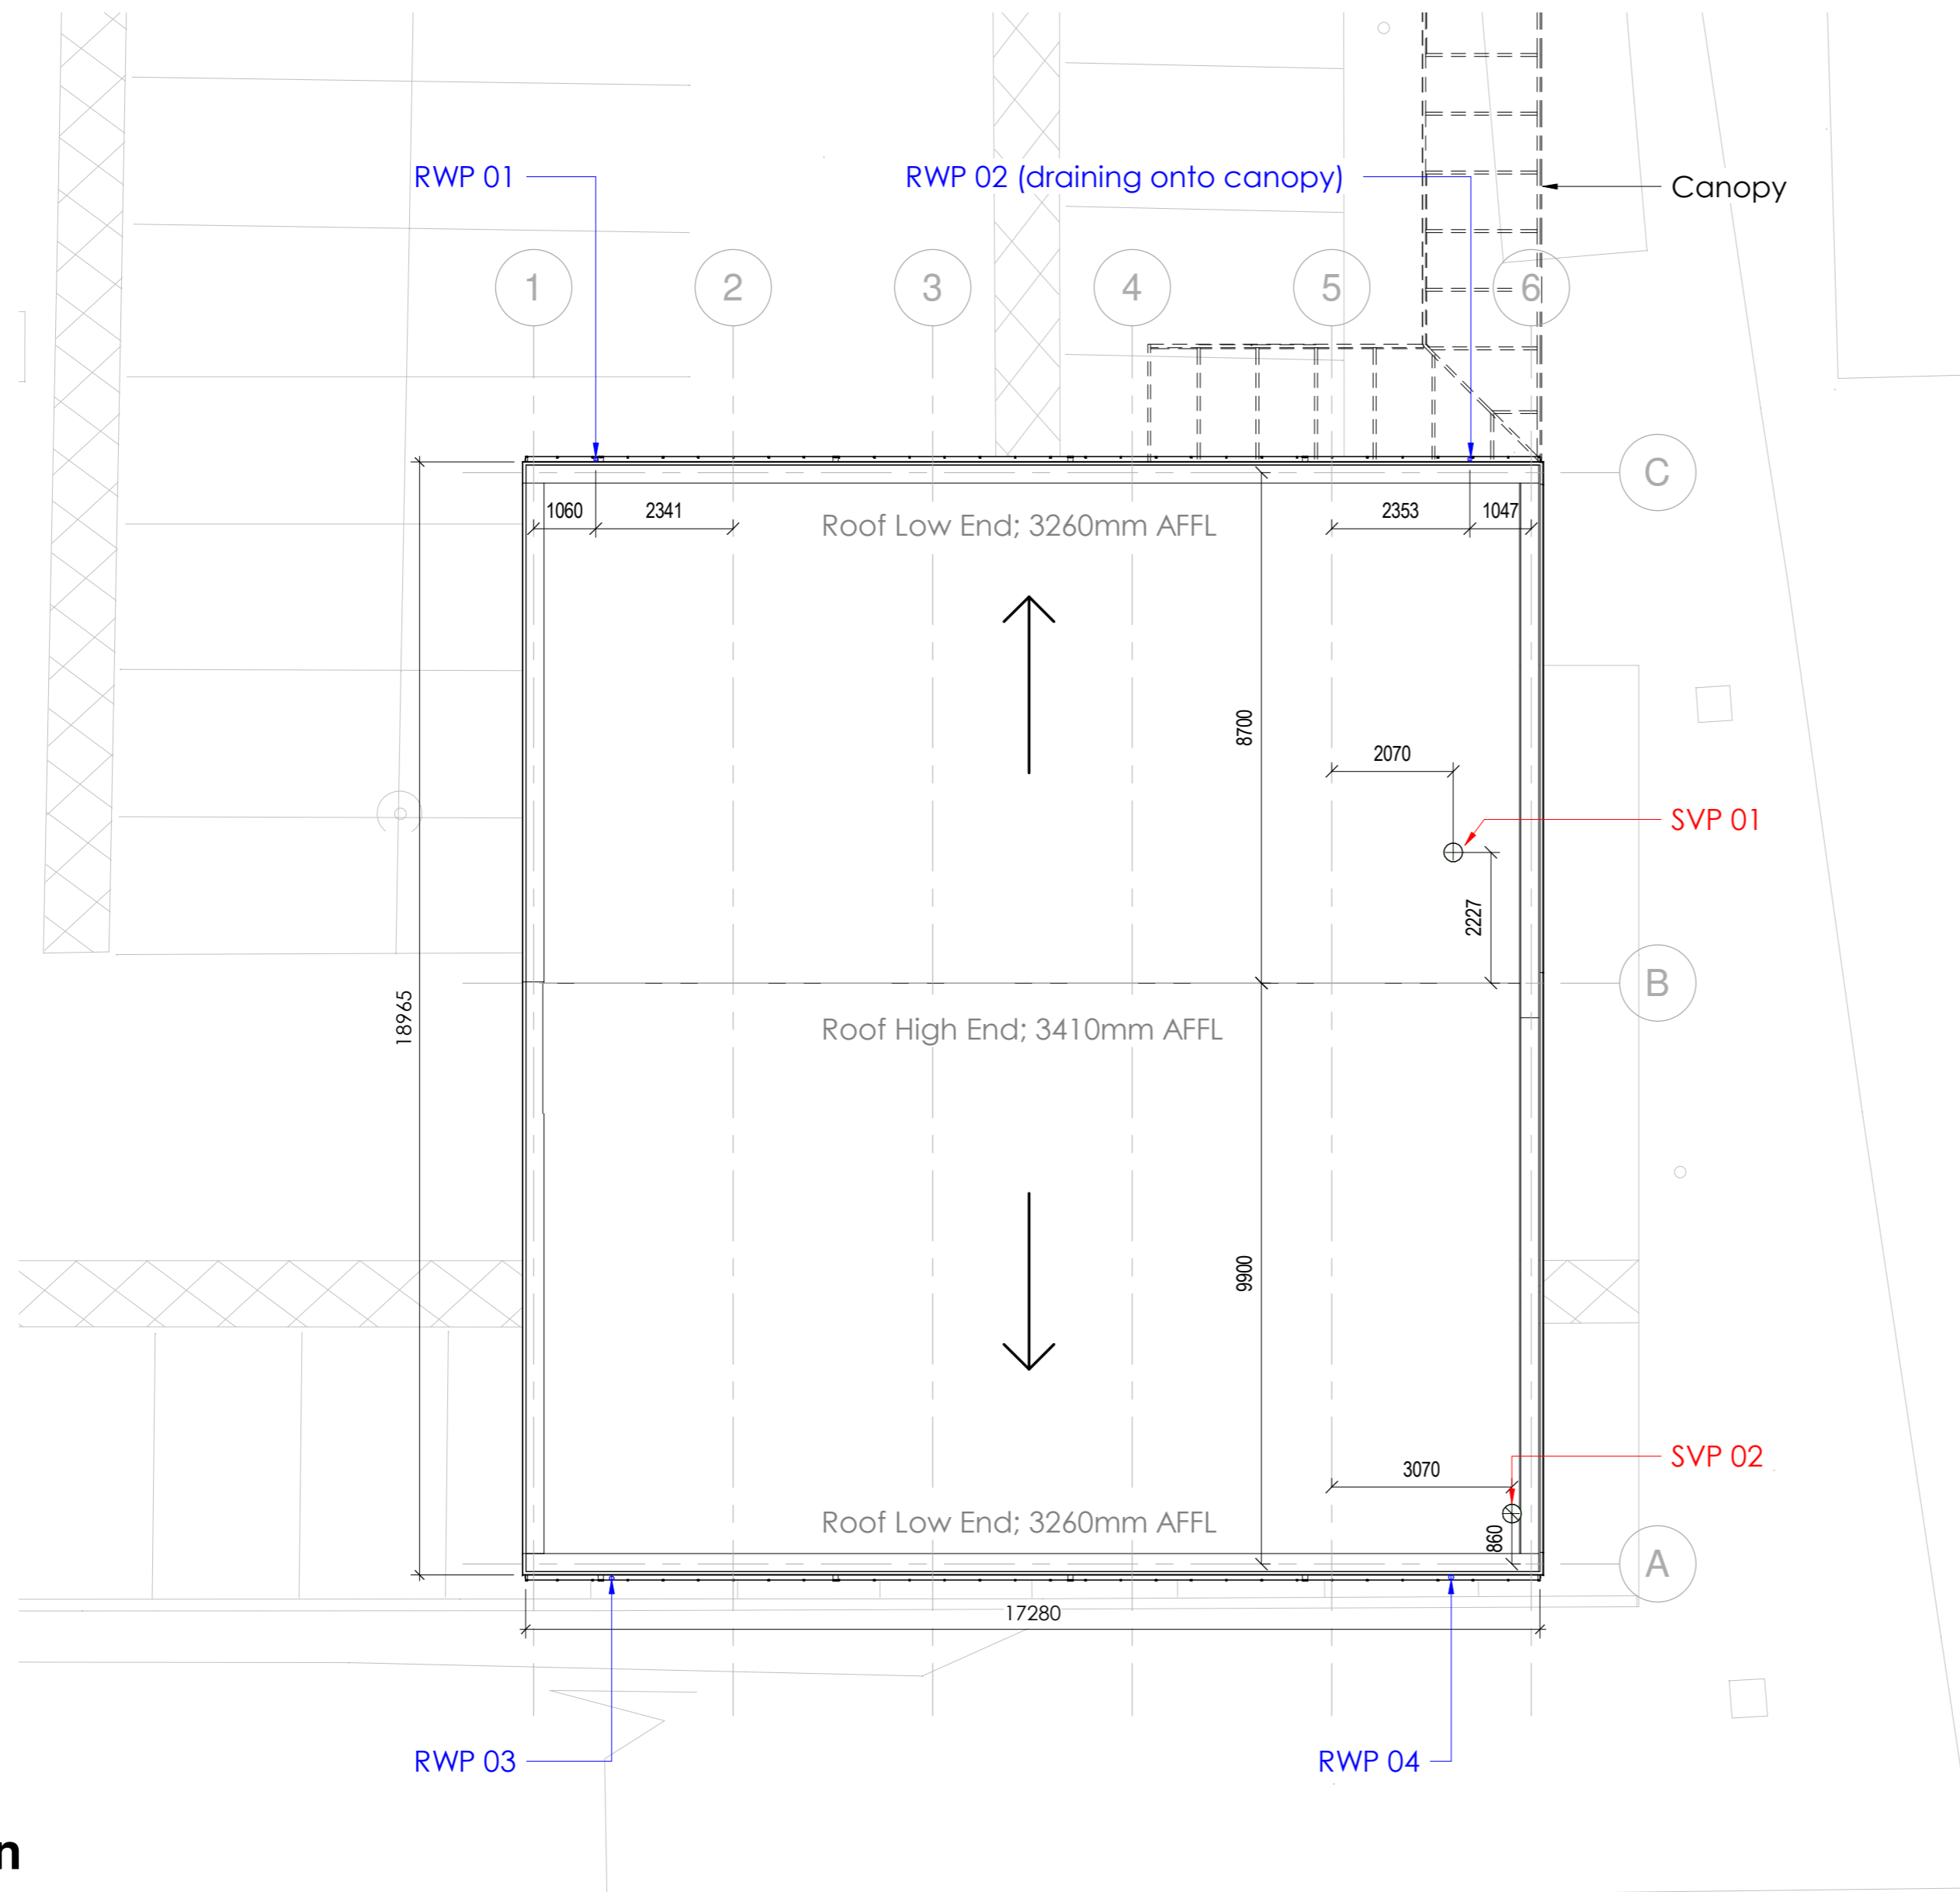 RWP 01
RWP 02 (draining onto canopy)
Canopy
1
2
3
4
5
6
C
1060
2341
2353
1047
Roof Low End; 3260mm AFFL
8700
2070
SVP 01
2227
B
18965
Roof High End; 3410mm AFFL
9900
3070
SVP 02
Roof Low End; 3260mm AFFL
860
A
17280
RWP 03
RWP 04
n